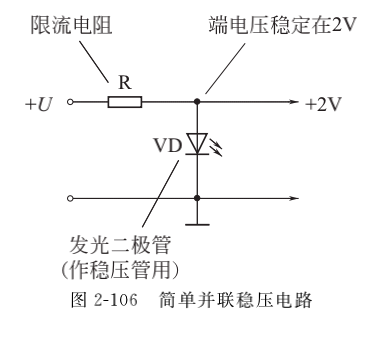 限流电阻
端电压稳定在2V
R
+U
+2V
VD
发光二极管
(作稳压管用)
图 2-106 简单并联稳压电路